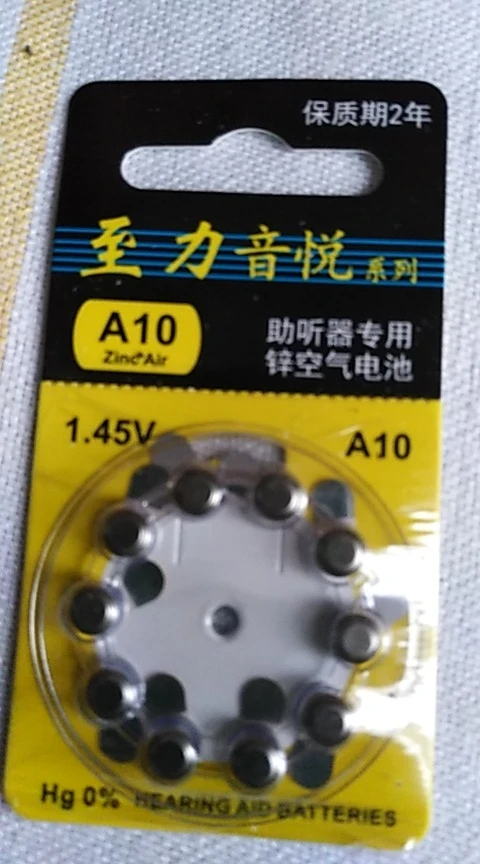 保质期2年
至力音悦系列
A10
Zinc Air
助听器专用
锌空气电池
1.45V
A10
Hg 0% HEARING AID BATTERIES